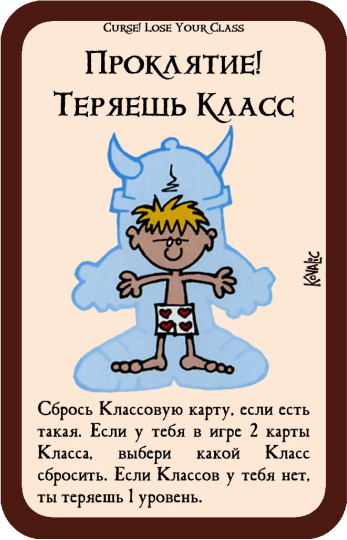 Curse! Lose Your Class
Проклятие!
Теряешь Класс
Kovalic
Сбрось Классовую карту, если есть
такая. Если у тебя в игре 2 карты
Класса, выбери какой Класс
сбросить. Если Классов у тебя нет,
ты теряешь 1 уровень.